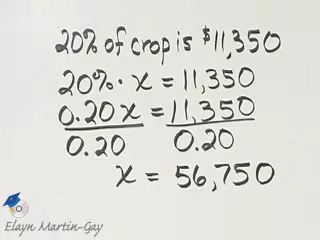 20% of crop is $11,350
20% · x = 11,350
0.20x = 11,350
0.20 0.20
x = 56,750
Elayn Martin-Gay